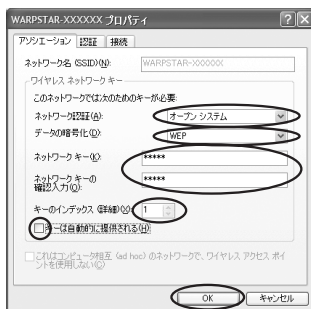 WARPSTAR-XXXXXX プロパティ
アソシエーション 認証 接続
ネットワーク名 (SSID)(N): WARPSTAR-XXXXXX
ワイヤレス ネットワーク キー
このネットワークでは次のためのキーが必要:
ネットワーク認証(A): オープン システム
データの暗号化(D): WEP
ネットワーク キー(K): *****
ネットワーク キーの
確認入力(O): *****
キーのインデックス (詳細)(X): 1
キーは自動的に提供される(H)
これはコンピュータ相互 (ad hoc) のネットワークで、ワイヤレス アクセス ポイ
ントを使用しない(C)
OK キャンセル